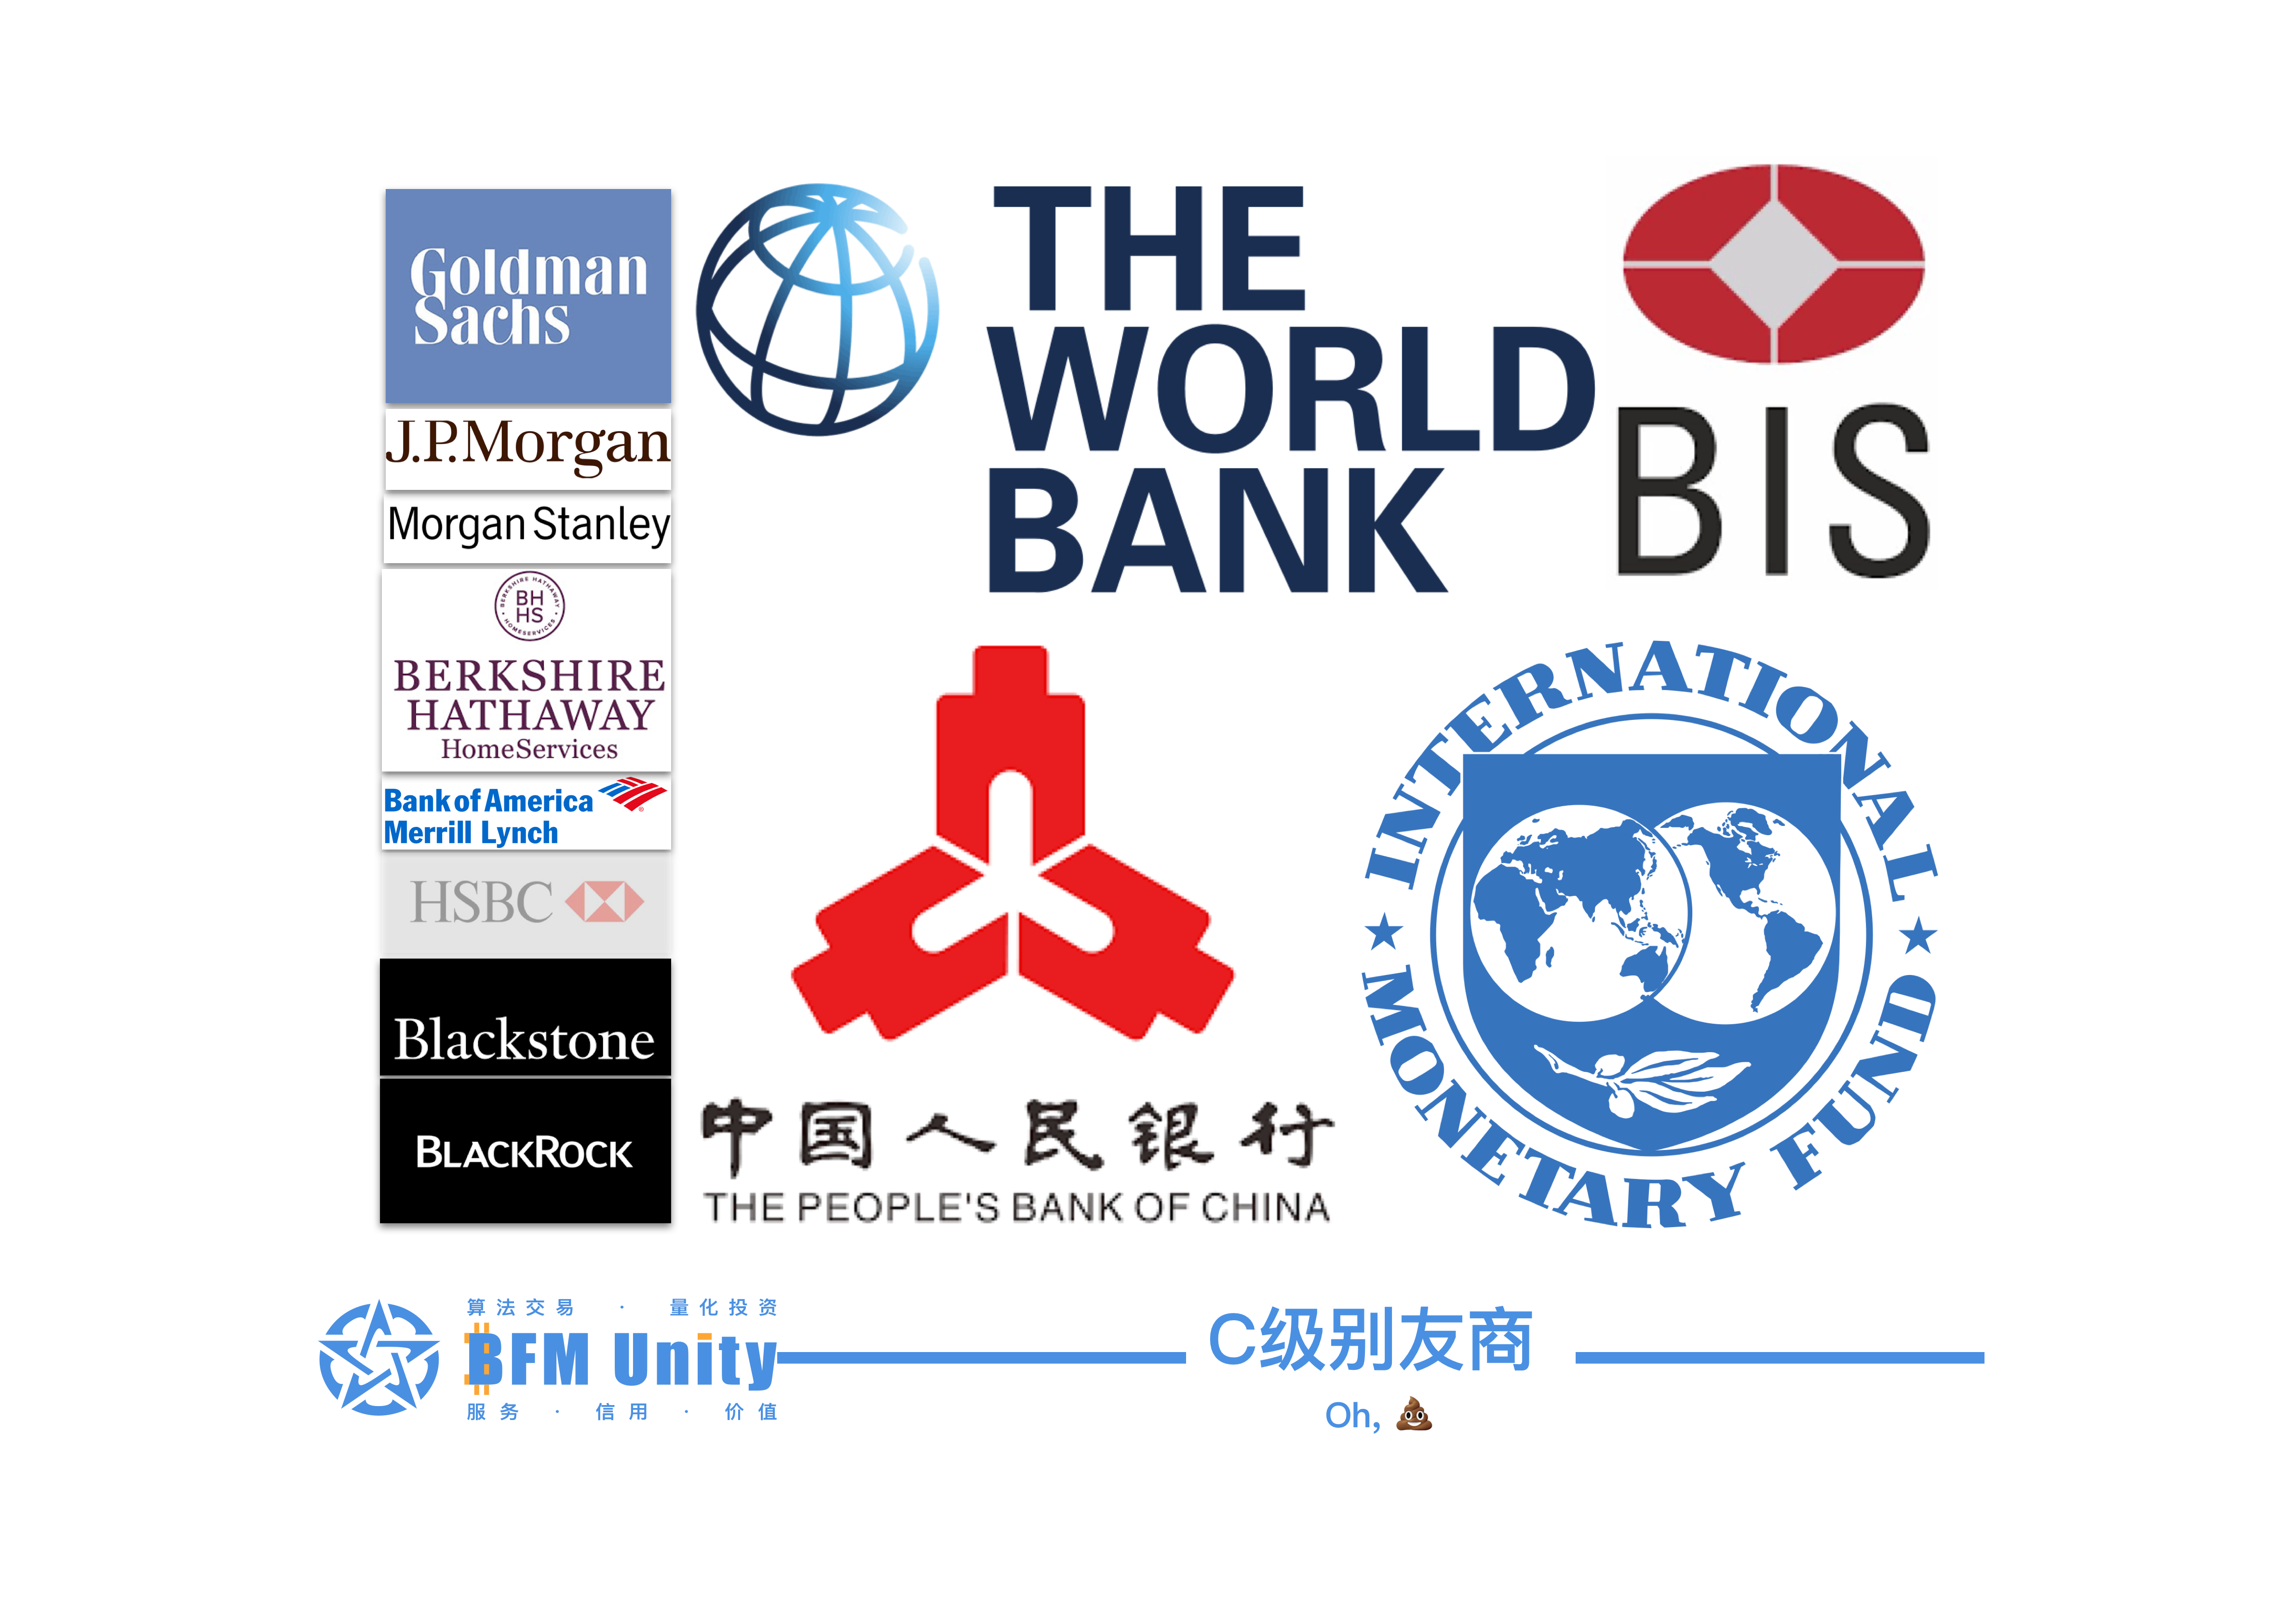 Goldman
Sachs
J.P.Morgan
Morgan Stanley
BERKSHIRE HATHAWAY
BH
HS
HOMESERVICES
BERKSHIRE
HATHAWAY
HomeServices
Bank of America
Merrill Lynch
HSBC
Blackstone
BLACKROCK
THE
WORLD
BANK
BIS
中国人民银行
THE PEOPLE'S BANK OF CHINA
INTERNATIONAL
MONETARY FUND
算法交易 · 量化投资
BFM Unity
服务 · 信用 · 价值
C级别友商
Oh, 💩